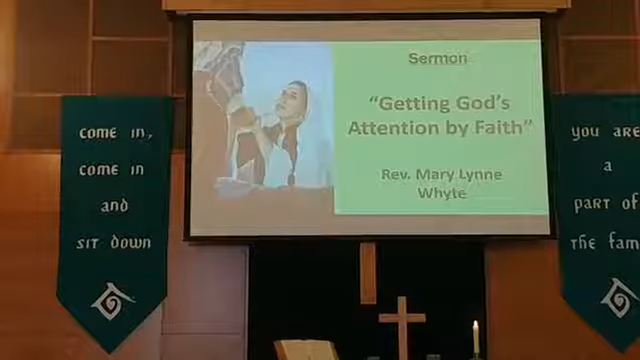 Sermon
"Getting God's
Attention by Faith"
Rev. Mary Lynne
Whyte
come in,
come in
and
sit down
you are
a
part of
the fam